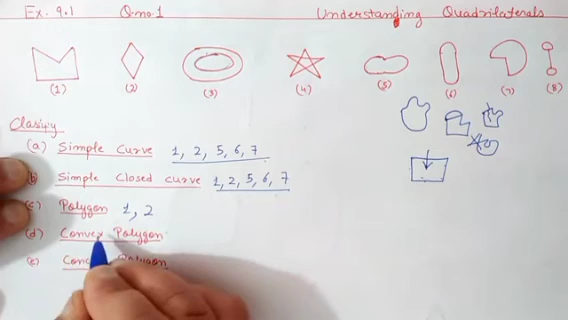 Ex. 9.1 Q.no.1 Understanding Quadrilaterals
(1) (2) (3) (4) (5) (6) (7) (8)
Clasiyiy
(a) Simple Curve 1, 2, 5, 6, 7
(b) Simple Closed curve 1, 2, 5, 6, 7
(c) Polygon 1, 2
(d) Convex Polygon
(e)